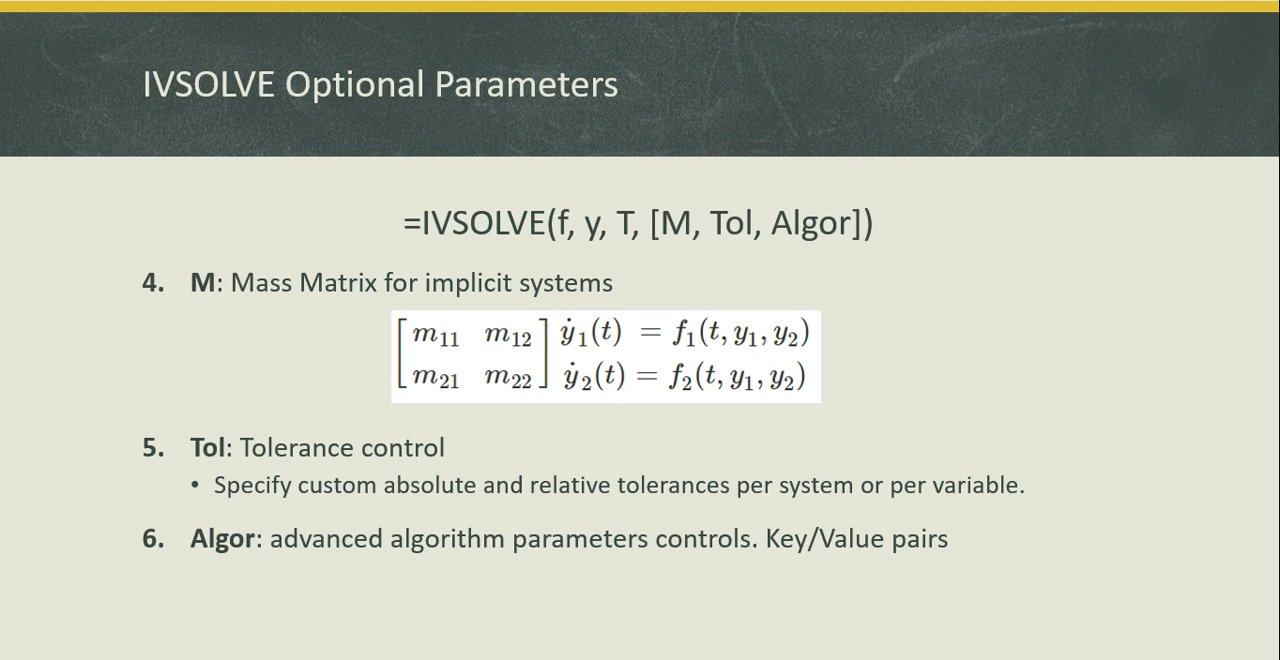 IVSOLVE Optional Parameters
=IVSOLVE(f, y, T, [M, Tol, Algor])
4. M: Mass Matrix for implicit systems
[m₁₁ m₁₂] ẏ₁(t) = f₁(t, y₁, y₂)
[m₂₁ m₂₂] ẏ₂(t) = f₂(t, y₁, y₂)
5. Tol: Tolerance control
• Specify custom absolute and relative tolerances per system or per variable.
6. Algor: advanced algorithm parameters controls. Key/Value pairs